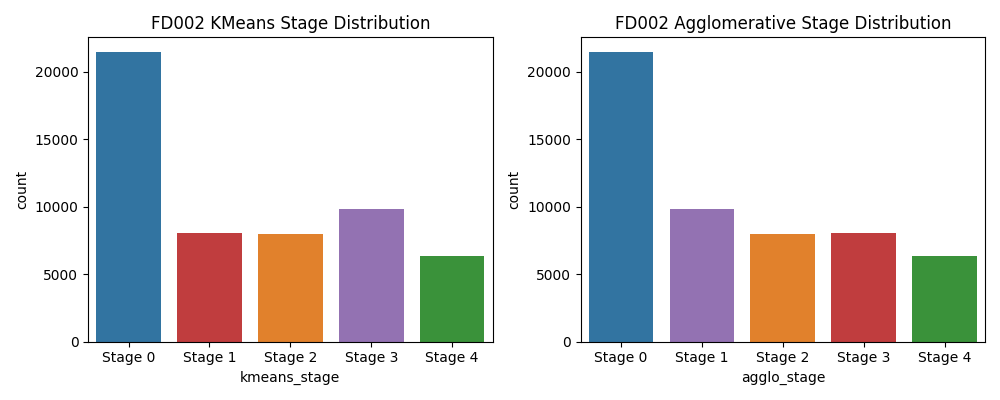 FD002 KMeans Stage Distribution
20000
15000
10000
5000
0
count
Stage 0 Stage 1 Stage 2 Stage 3 Stage 4
kmeans_stage
FD002 Agglomerative Stage Distribution
20000
15000
10000
5000
0
count
Stage 0 Stage 1 Stage 2 Stage 3 Stage 4
agglo_stage